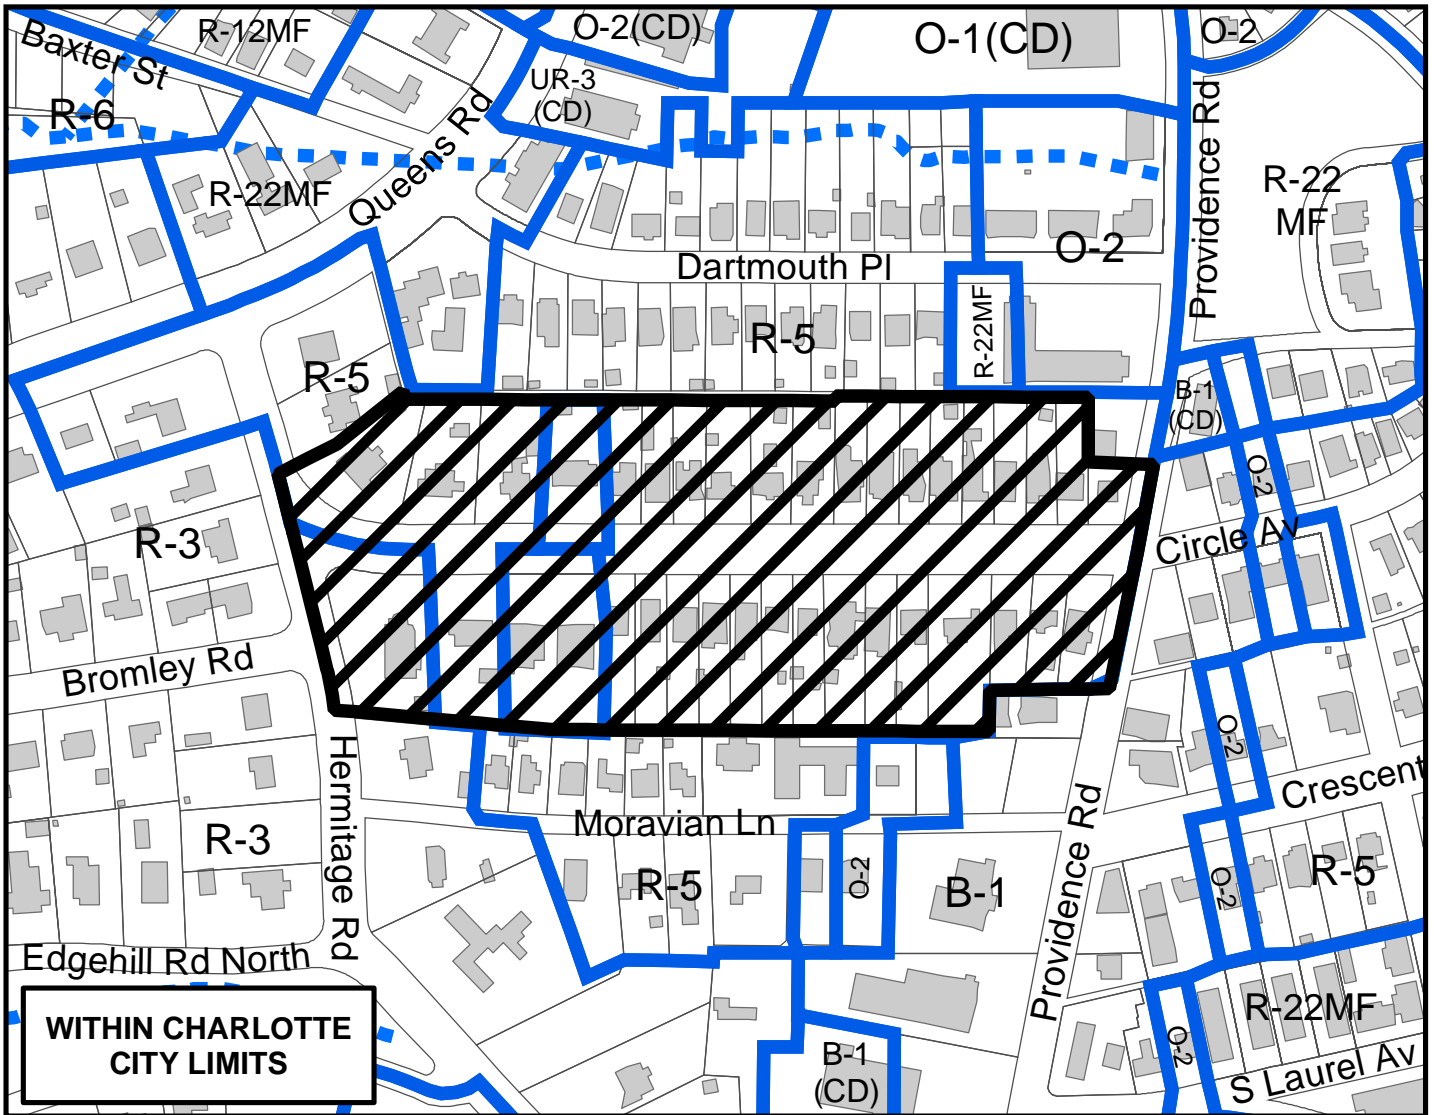 Baxter St
R-12MF
O-2(CD)
O-1(CD)
O-2
R-6
UR-3
(CD)
Queens Rd
Providence Rd
R-22MF
R-22
MF
O-2
Dartmouth Pl
R-5
R-22MF
R-5
B-1
(CD)
O-2
R-3
Circle Av
Bromley Rd
O-2
Hermitage Rd
Crescent
Moravian Ln
R-3
R-5
O-2
B-1
Providence Rd
O-2
R-5
Edgehill Rd North
WITHIN CHARLOTTE
CITY LIMITS
B-1
(CD)
O-2
R-22MF
S Laurel Av